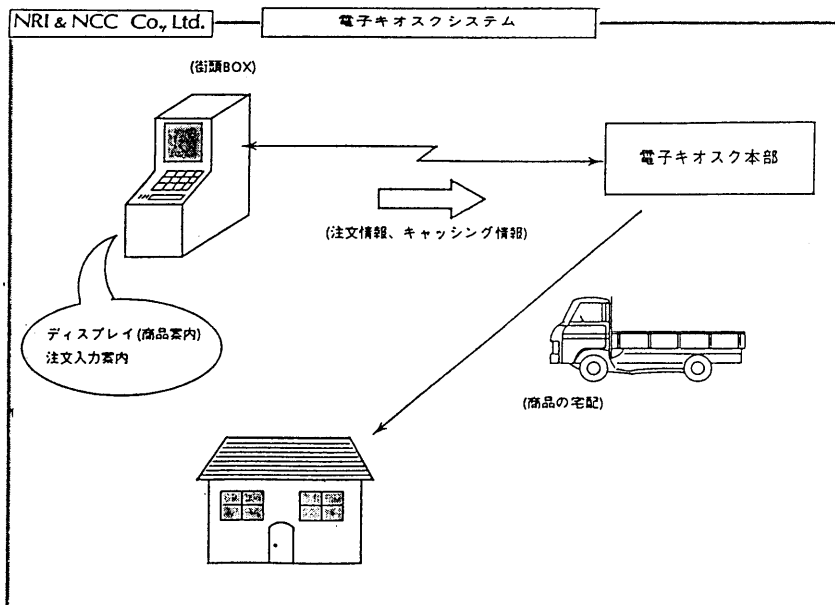 NRI & NCC Co., Ltd.
電子キオスクシステム
(街頭BOX)
電子キオスク本部
(注文情報、キャッシング情報)
ディスプレイ(商品案内)
注文入力案内
(商品の宅配)